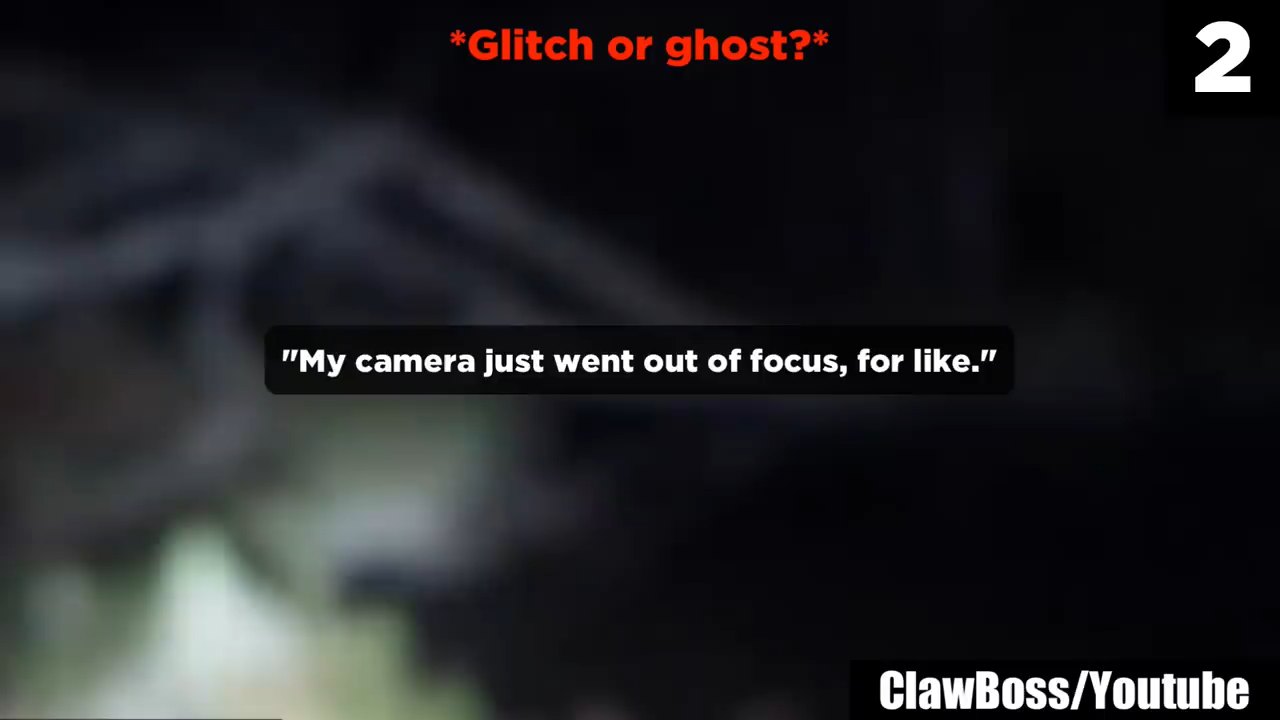 *Glitch or ghost?*
2
"My camera just went out of focus, for like."
ClawBoss/Youtube